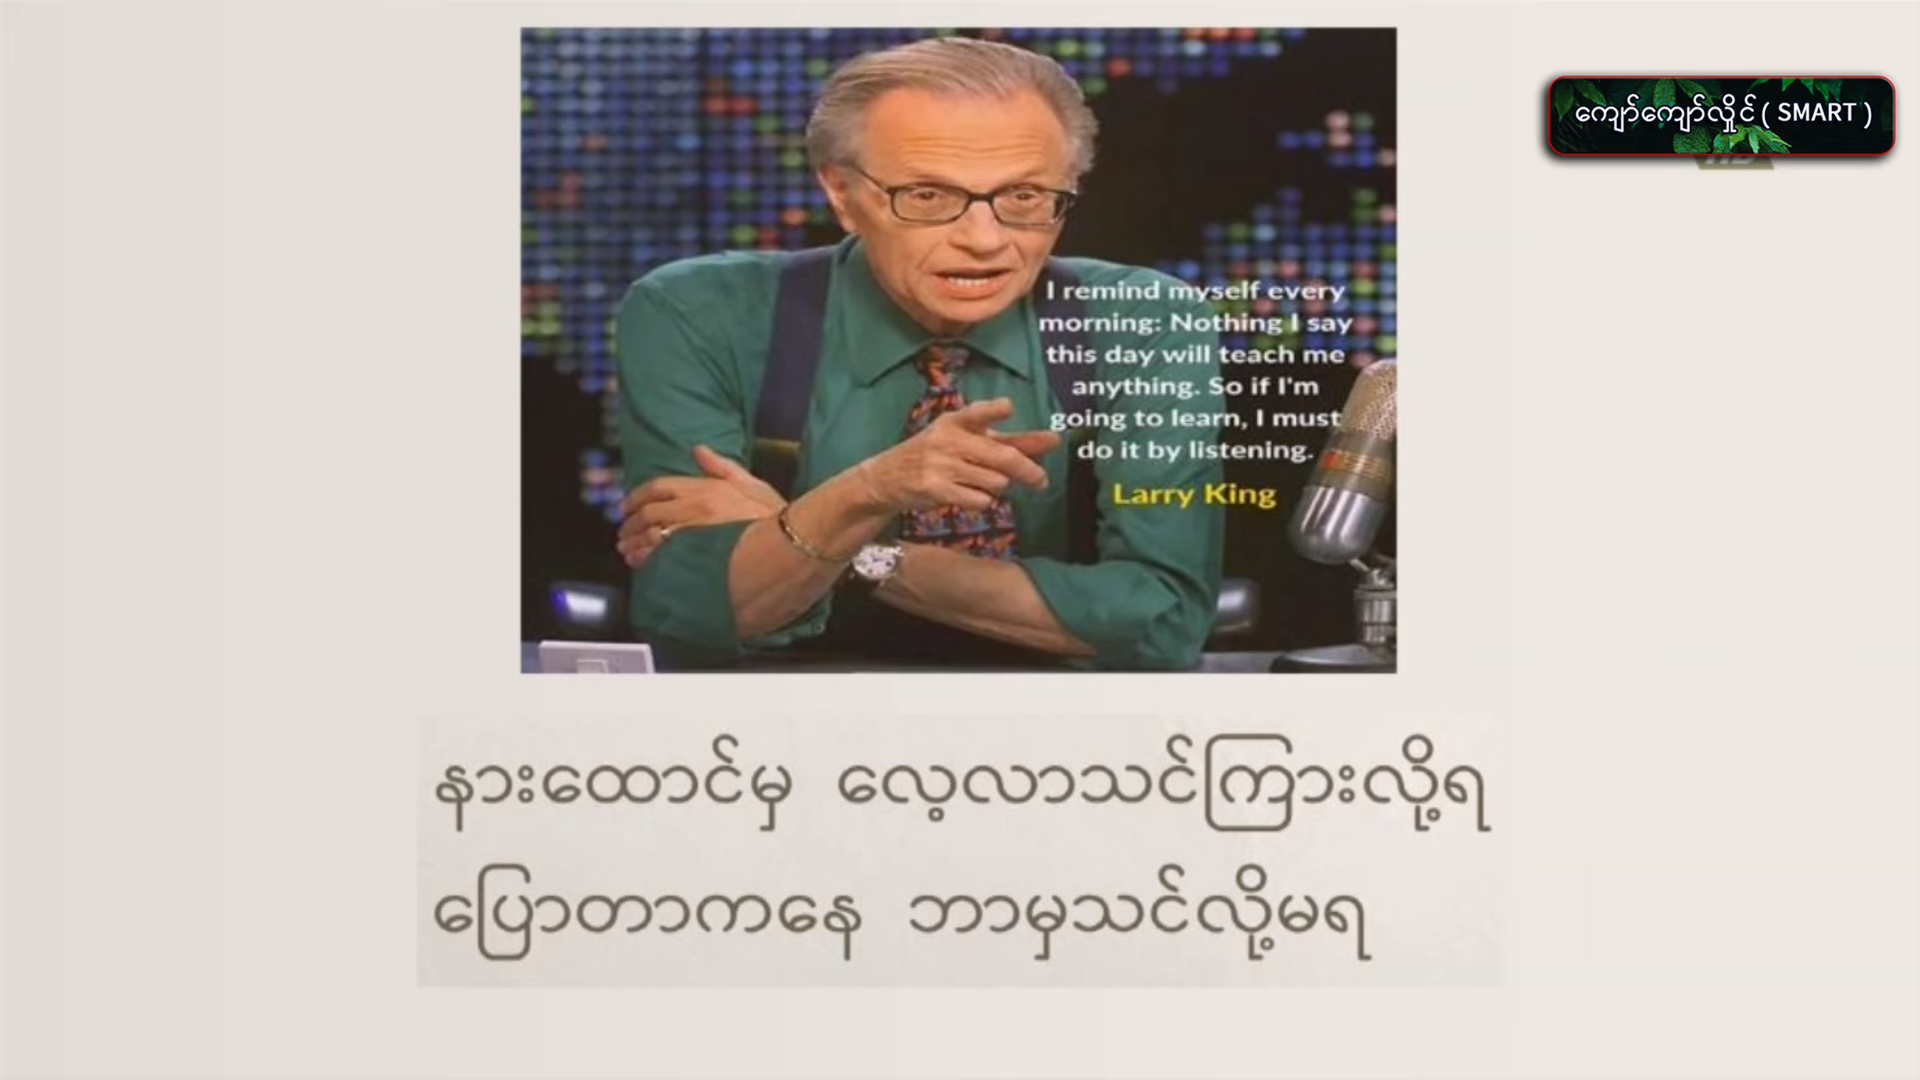 ကျော်ကျော်လှိုင် ( SMART )
I remind myself every
morning: Nothing I say
this day will teach me
anything. So if I'm
going to learn, I must
do it by listening.
Larry King
နားထောင်မှ လေ့လာသင်ကြားလို့ရ
ပြောတာကနေ ဘာမှသင်လို့မရ